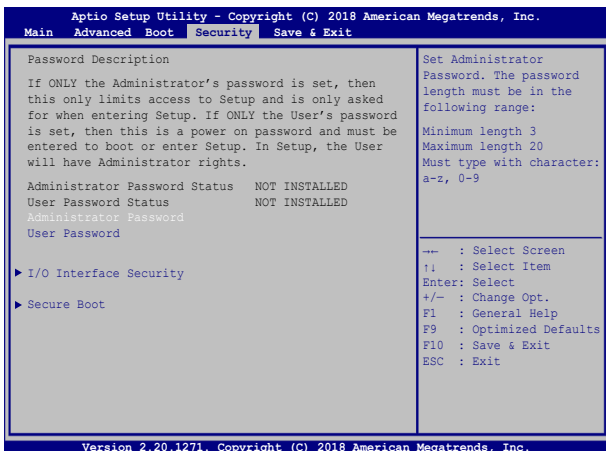 Aptio Setup Utility - Copyright (C) 2018 American Megatrends, Inc.
Main Advanced Boot Security Save & Exit
Password Description
If ONLY the Administrator's password is set, then
this only limits access to Setup and is only asked
for when entering Setup. If ONLY the User's password
is set, then this is a power on password and must be
entered to boot or enter Setup. In Setup, the User
will have Administrator rights.
Administrator Password Status NOT INSTALLED
User Password Status NOT INSTALLED
Administrator Password
User Password
I/O Interface Security
Secure Boot
Set Administrator
Password. The password
length must be in the
following range:
Minimum length 3
Maximum length 20
Must type with character:
a-z, 0-9
→← : Select Screen
↑↓ : Select Item
Enter: Select
+/— : Change Opt.
F1 : General Help
F9 : Optimized Defaults
F10 : Save & Exit
ESC : Exit
Version 2.20.1271. Copyright (C) 2018 American Megatrends, Inc.